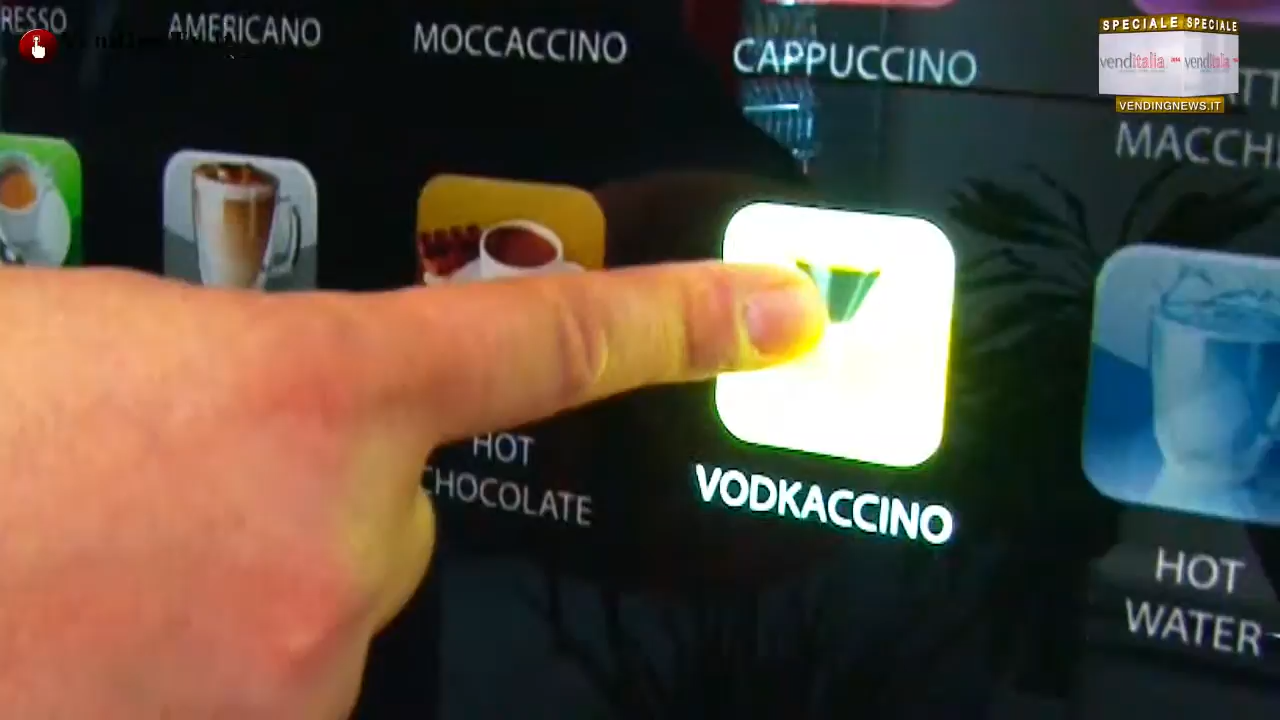 RESSO
AMERICANO
MOCCACCINO
CAPPUCCINO
MACCHI
SPECIALE SPECIALE
venditalia venditalia
VENDINGNEWS.IT
HOT
CHOCOLATE
VODKACCINO
HOT
WATER